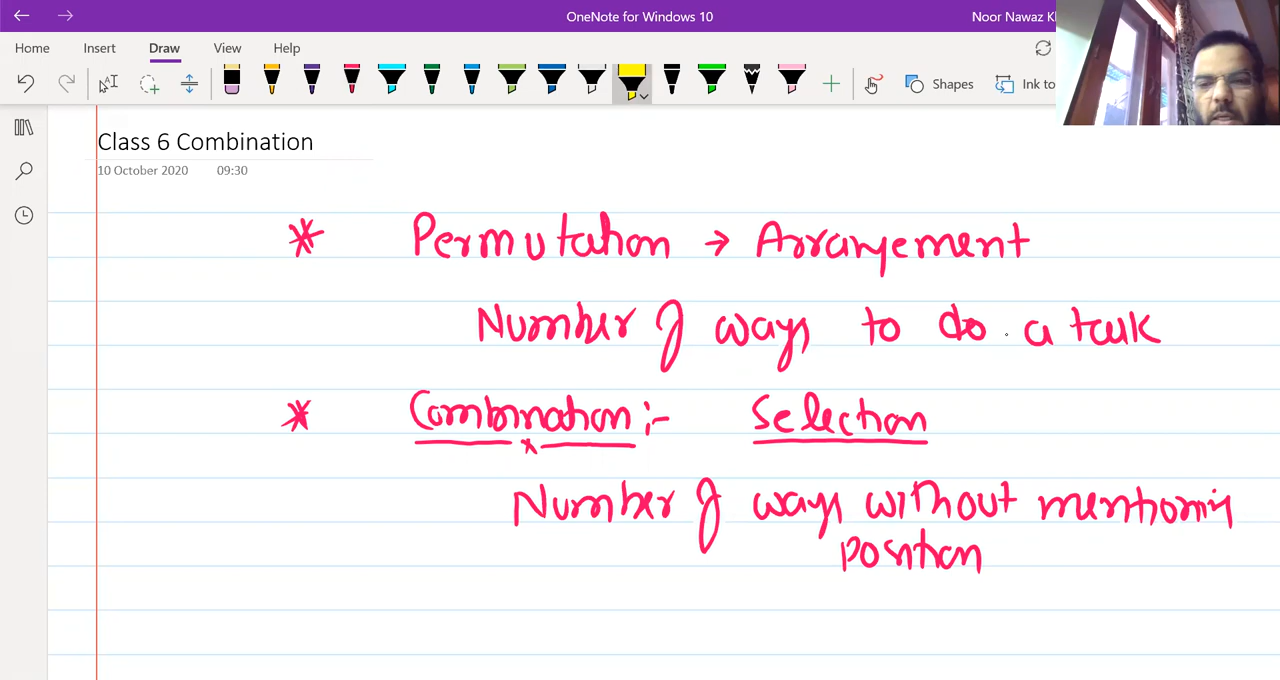 OneNote for Windows 10
Noor Nawaz Kh
Home Insert Draw View Help
Shapes Ink to
Class 6 Combination
10 October 2020 09:30
* Permutation → Arrangement
Number of ways to do a task
* Combination :- Selection
Number of ways without mentioning
position